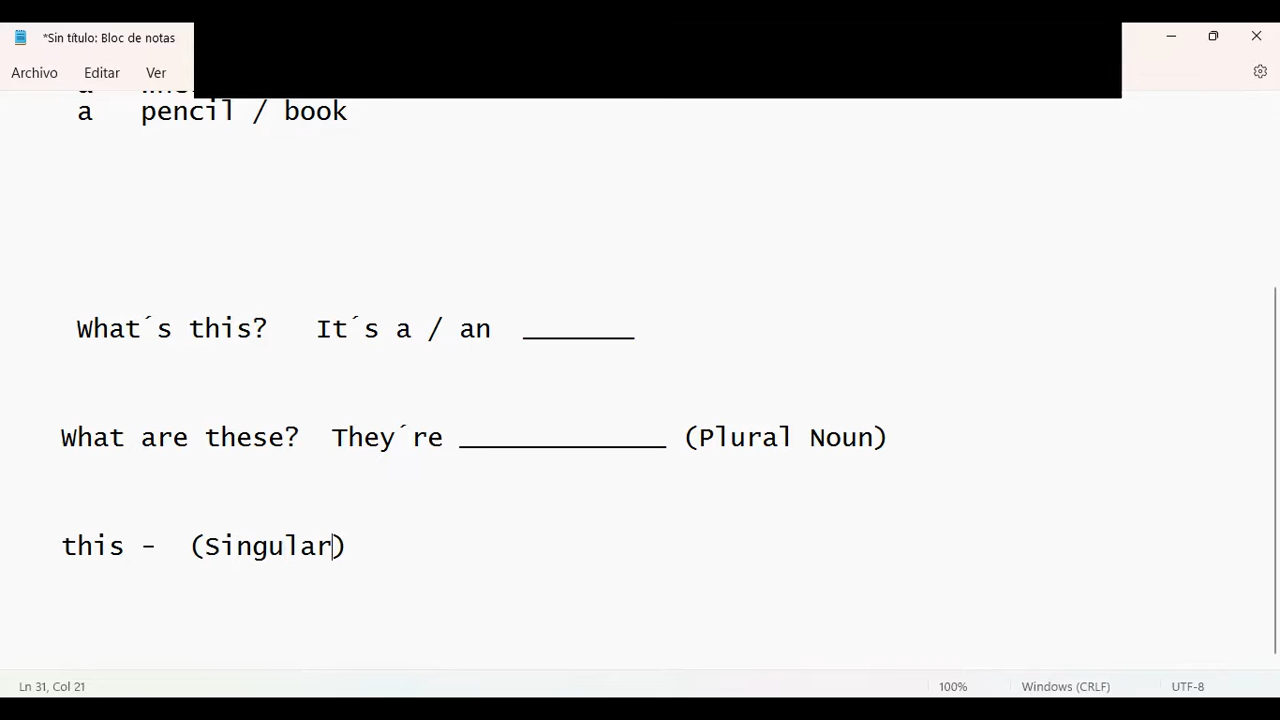 *Sin título: Bloc de notas
Archivo Editar Ver
a pencil / book
What´s this? It´s a / an _______
What are these? They´re _____________ (Plural Noun)
this - (Singular)
Ln 31, Col 21 100% Windows (CRLF) UTF-8